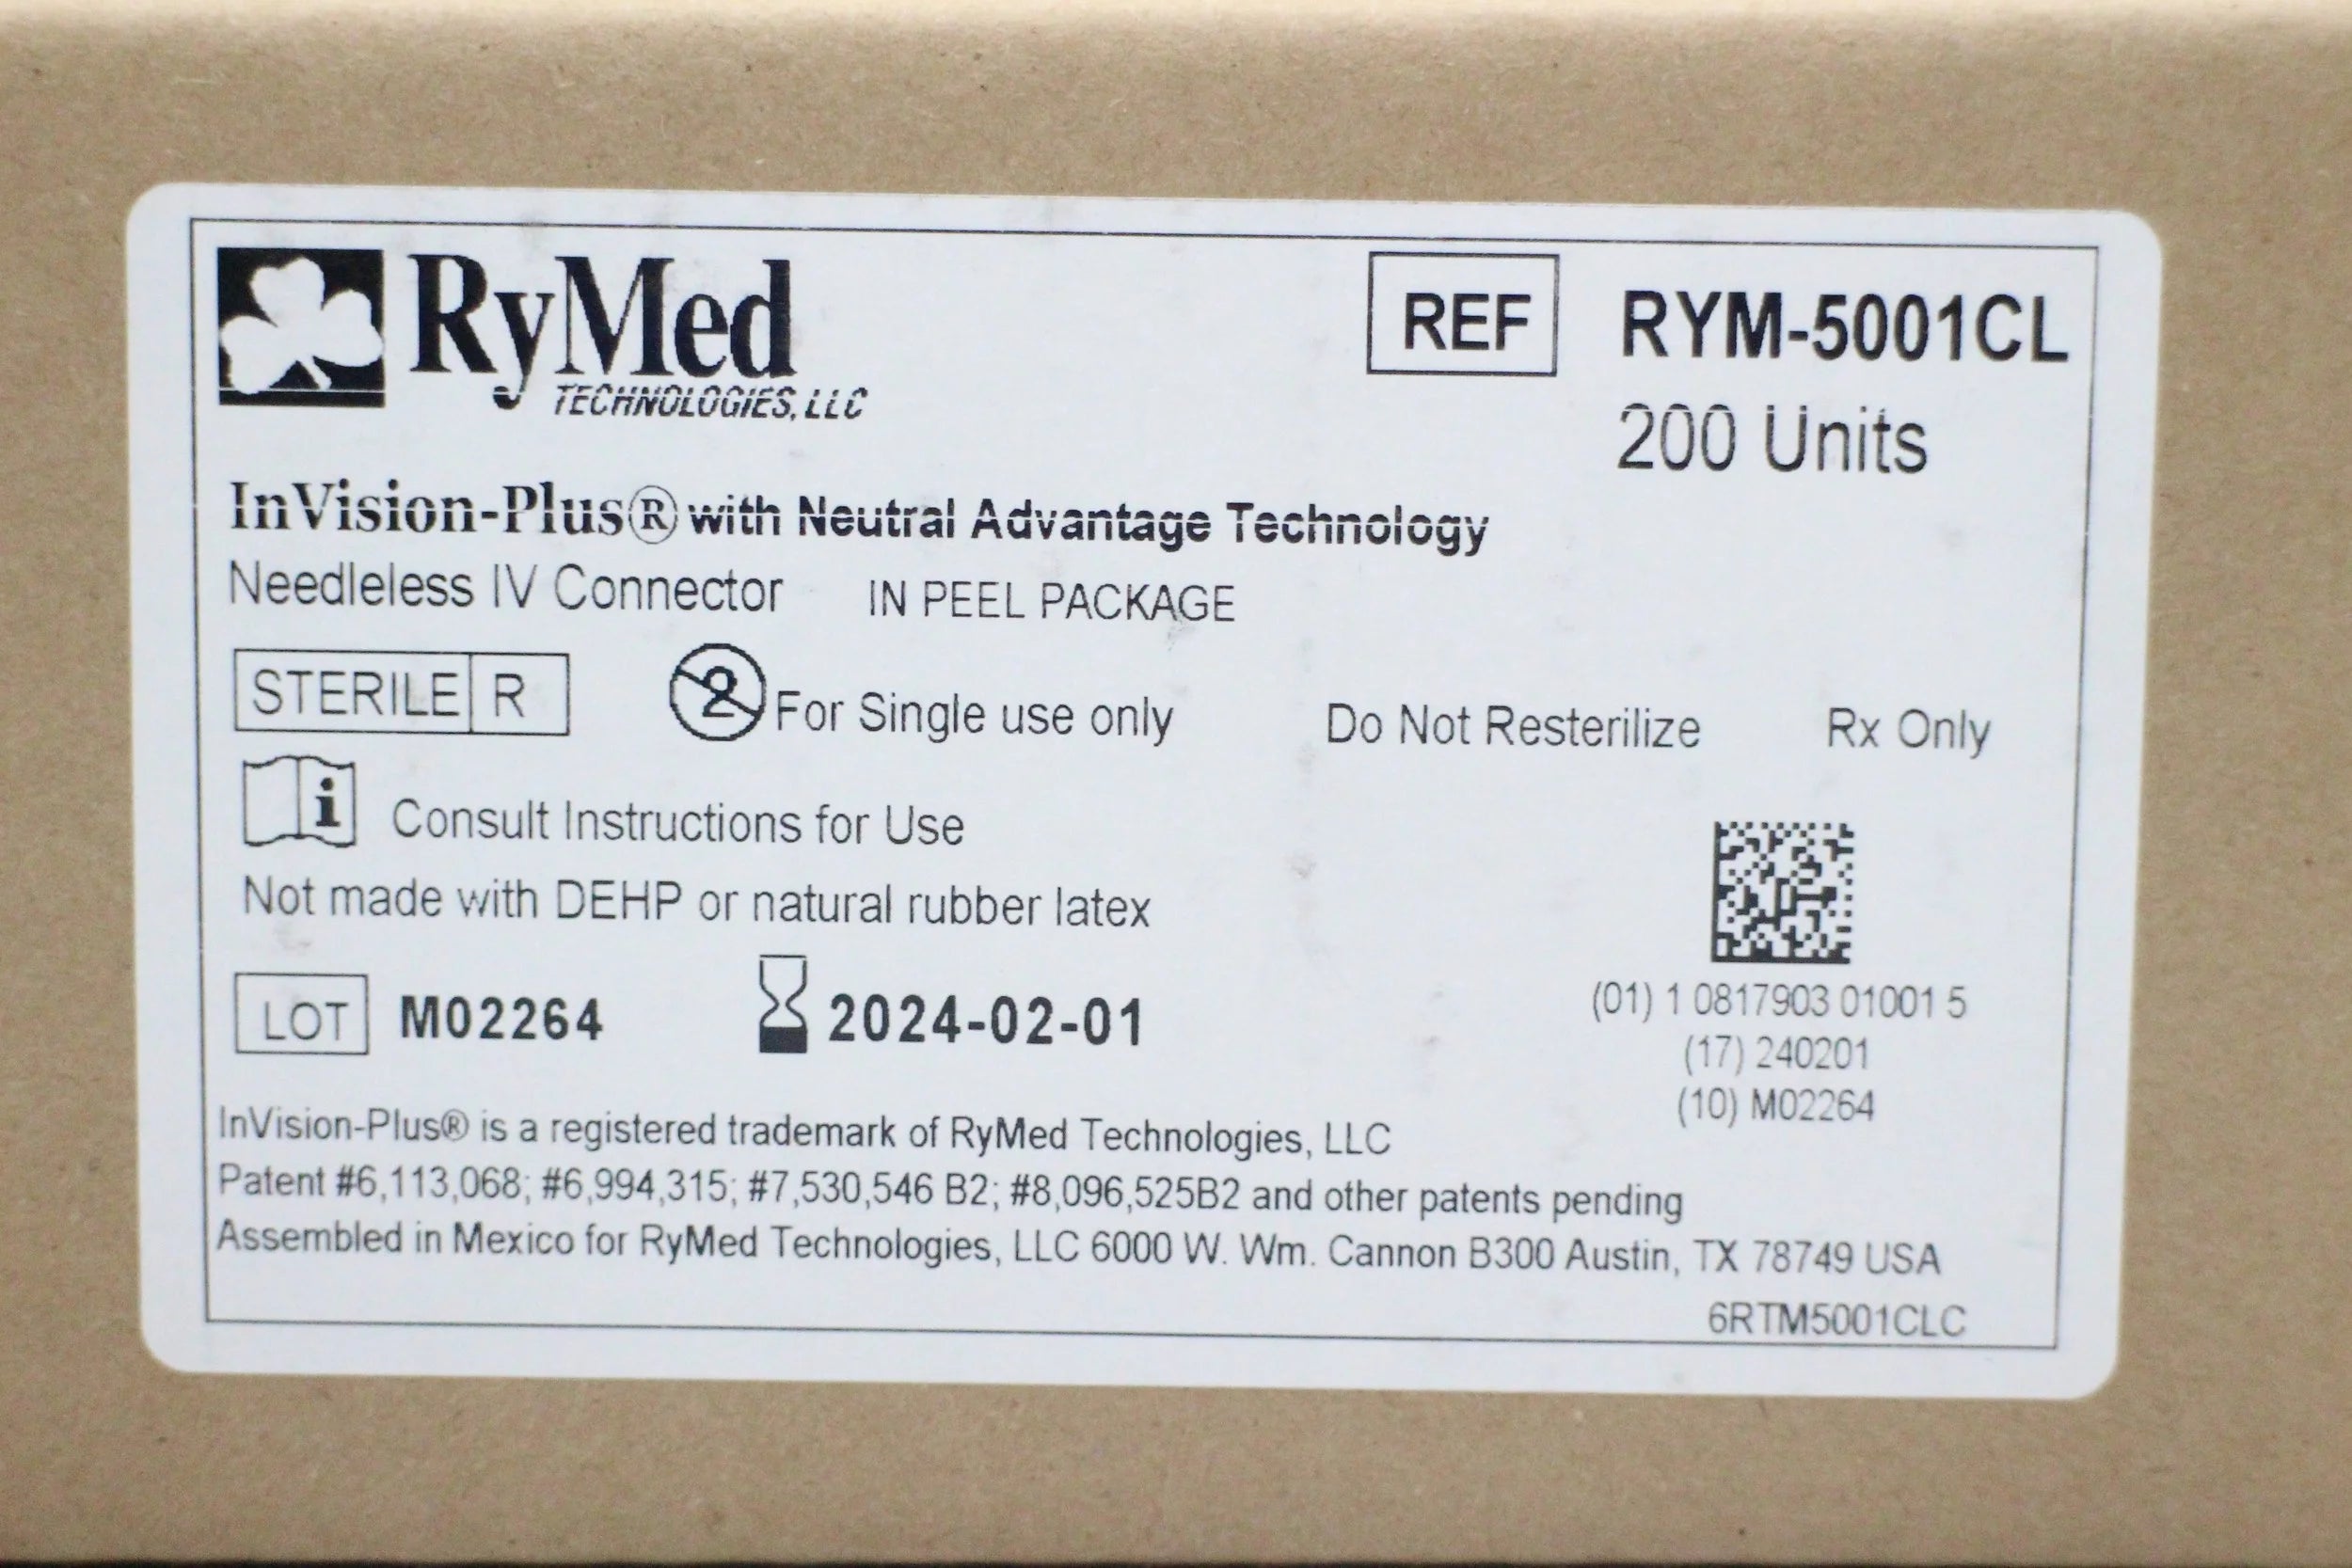 RyMed
TECHNOLOGIES, LLC
REF RYM-5001CL
200 Units
InVision-Plus® with Neutral Advantage Technology
Needleless IV Connector IN PEEL PACKAGE
STERILE R 2 For Single use only Do Not Resterilize Rx Only
i Consult Instructions for Use
Not made with DEHP or natural rubber latex
LOT M02264 2024-02-01
(01) 1 0817903 01001 5
(17) 240201
(10) M02264
InVision-Plus® is a registered trademark of RyMed Technologies, LLC
Patent #6,113,068; #6,994,315; #7,530,546 B2; #8,096,525B2 and other patents pending
Assembled in Mexico for RyMed Technologies, LLC 6000 W. Wm. Cannon B300 Austin, TX 78749 USA
6RTM5001CLC